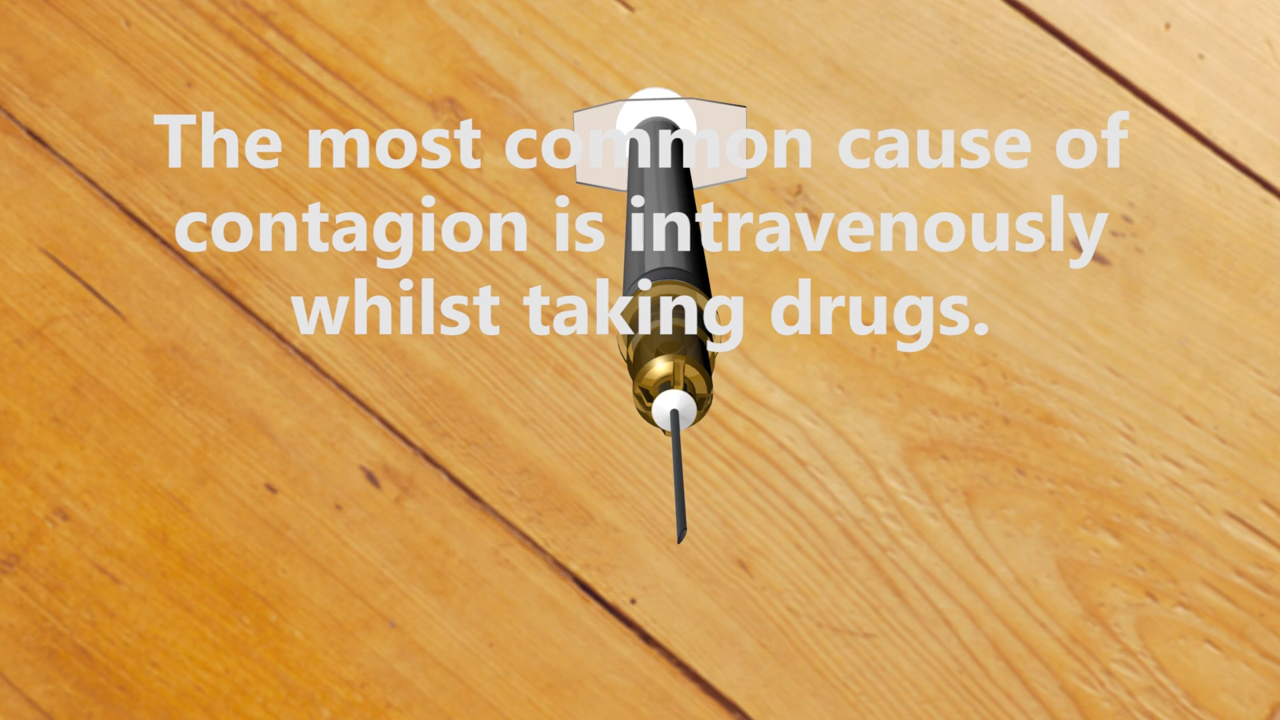 The most common cause of
contagion is intravenously
whilst taking drugs.